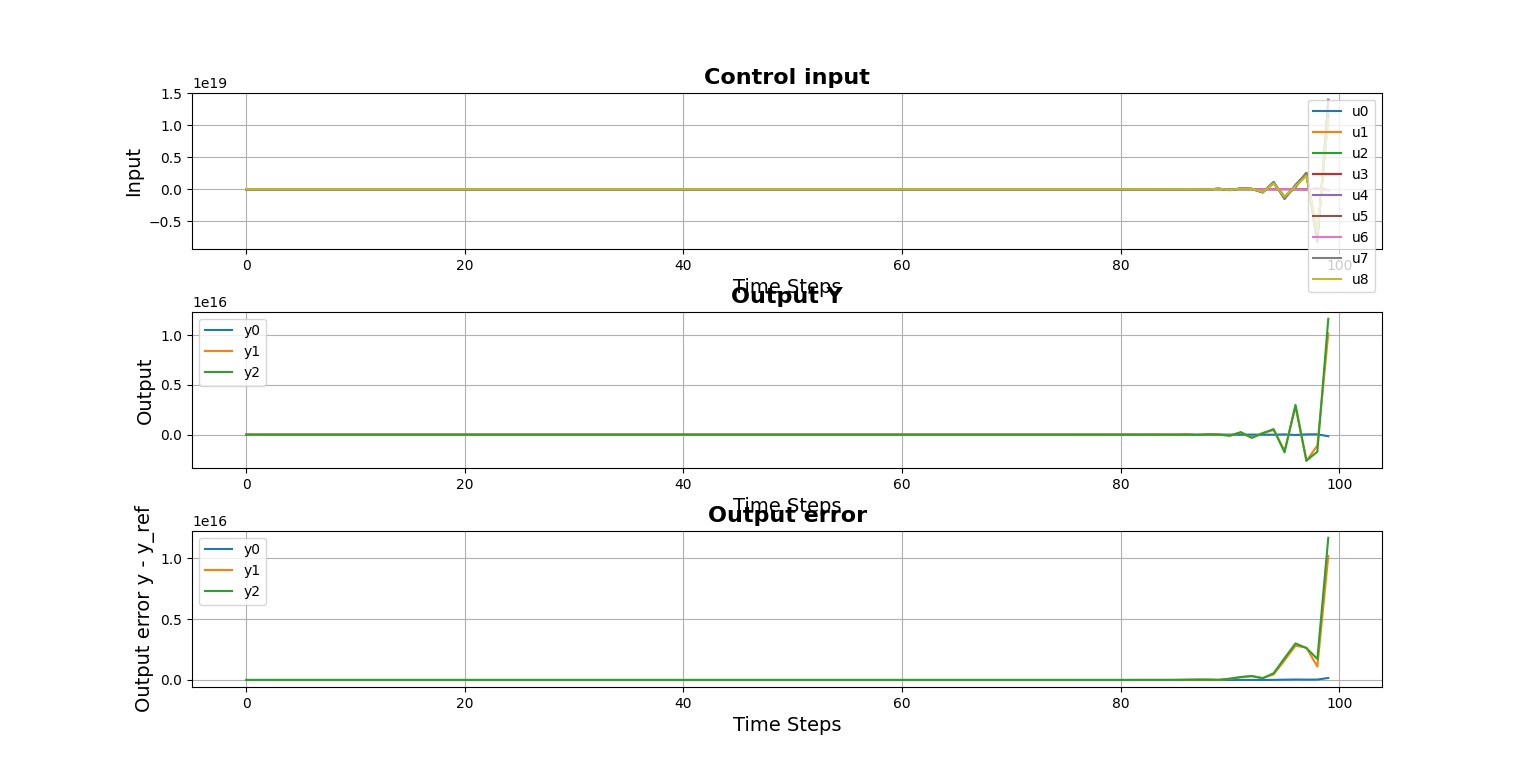 Control input
1e19
1.5
1.0
0.5
0.0
−0.5
Input
u0
u1
u2
u3
u4
u5
u6
u7
u8
0 20 40 60 80 100
Time Steps
Output Y
1e16
1.0
0.5
0.0
Output
y0
y1
y2
0 20 40 60 80 100
Time Steps
Output error
1e16
1.0
0.5
0.0
Output error y - y_ref
y0
y1
y2
0 20 40 60 80 100
Time Steps